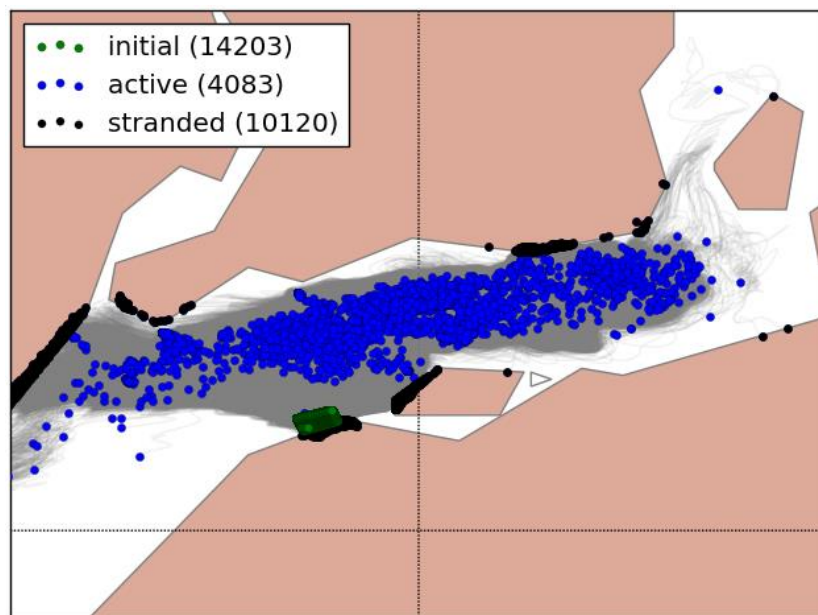 initial (14203)
active (4083)
stranded (10120)